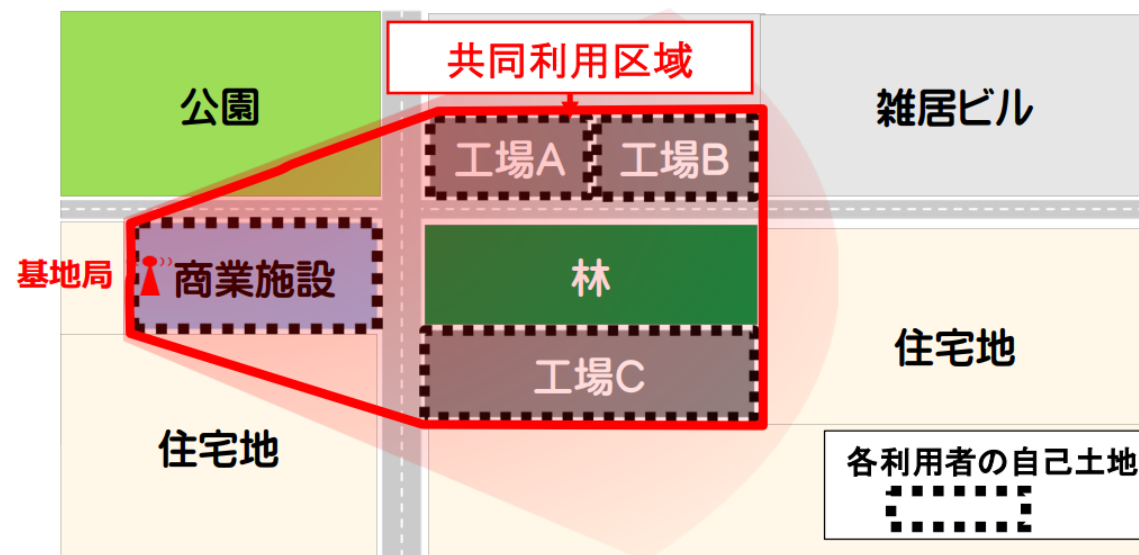 共同利用区域
公園
雑居ビル
工場A
工場B
基地局
商業施設
林
住宅地
工場C
住宅地
各利用者の自己土地